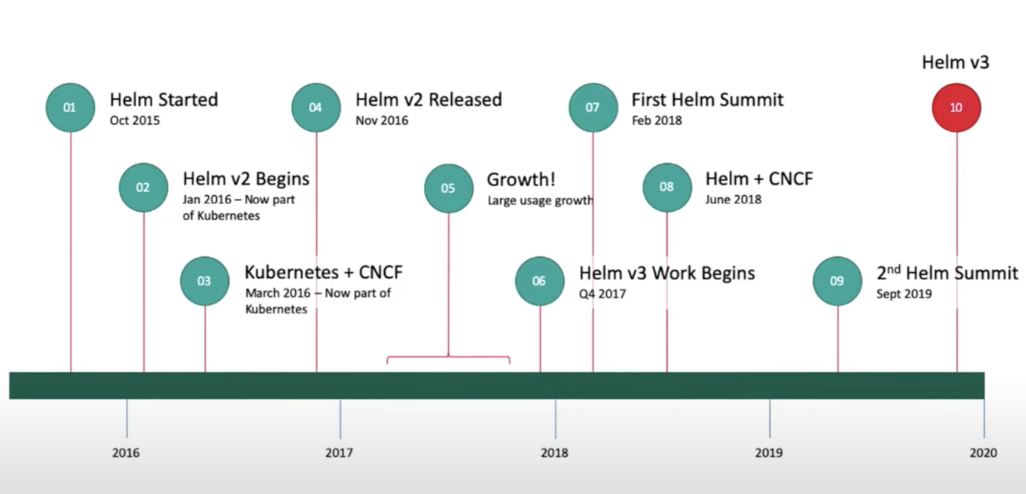 Helm v3
01
Helm Started
Oct 2015
04
Helm v2 Released
Nov 2016
07
First Helm Summit
Feb 2018
10
02
Helm v2 Begins
Jan 2016 – Now part
of Kubernetes
05
Growth!
Large usage growth
08
Helm + CNCF
June 2018
03
Kubernetes + CNCF
March 2016 – Now part of
Kubernetes
06
Helm v3 Work Begins
Q4 2017
09
2nd Helm Summit
Sept 2019
2016
2017
2018
2019
2020